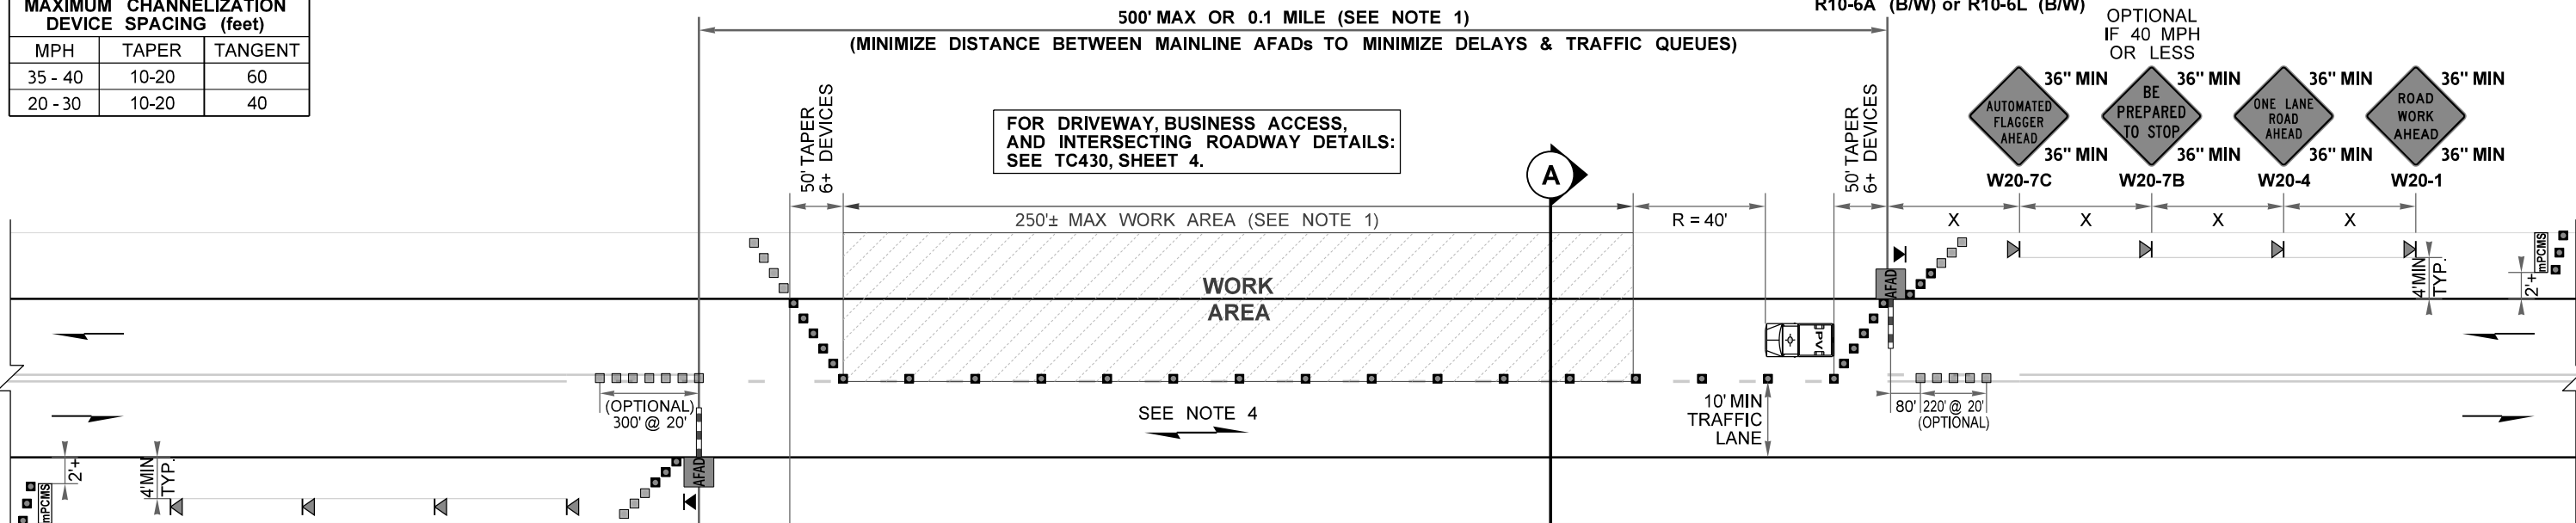 MAXIMUM CHANNELIZATION
DEVICE SPACING (feet)
MPH TAPER TANGENT
35 - 40 10-20 60
20 - 30 10-20 40
500' MAX OR 0.1 MILE (SEE NOTE 1)
(MINIMIZE DISTANCE BETWEEN MAINLINE AFADs TO MINIMIZE DELAYS & TRAFFIC QUEUES)
R10-6A (B/W) or R10-6L (B/W)
OPTIONAL
IF 40 MPH
OR LESS
36" MIN 36" MIN 36" MIN 36" MIN
AUTOMATED
FLAGGER
AHEAD
BE
PREPARED
TO STOP
ONE LANE
ROAD
AHEAD
ROAD
WORK
AHEAD
36" MIN 36" MIN 36" MIN 36" MIN
W20-7C W20-7B W20-4 W20-1
FOR DRIVEWAY, BUSINESS ACCESS,
AND INTERSECTING ROADWAY DETAILS:
SEE TC430, SHEET 4.
50' TAPER
6+ DEVICES
A
50' TAPER
6+ DEVICES
250'± MAX WORK AREA (SEE NOTE 1)
R = 40'
X X X X
WORK
AREA
AFAD
4'MIN
TYP.
2'+
mPCMS
PV
(OPTIONAL)
300' @ 20'
SEE NOTE 4
10' MIN
TRAFFIC
LANE
80' 220' @ 20'
(OPTIONAL)
2'+
mPCMS
4'MIN
TYP.
AFAD